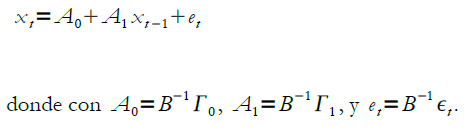 x_t = A_0 + A_1 x_{t-1} + e_t
donde con A_0 = B^{-1} Γ_0, A_1 = B^{-1} Γ_1, y e_t = B^{-1} ϵ_t.